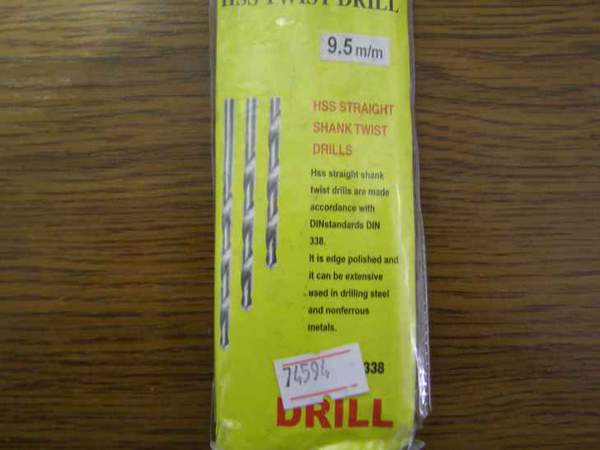 HSS TWIST DRILL
9.5 m/m
HSS STRAIGHT
SHANK TWIST
DRILLS
Hss straight shank
twist drills are made
accordance with
DINstandards DIN
338.
It is edge polished and
it can be extensive
used in drilling steel
and nonferrous
metals.
74594
338
DRILL